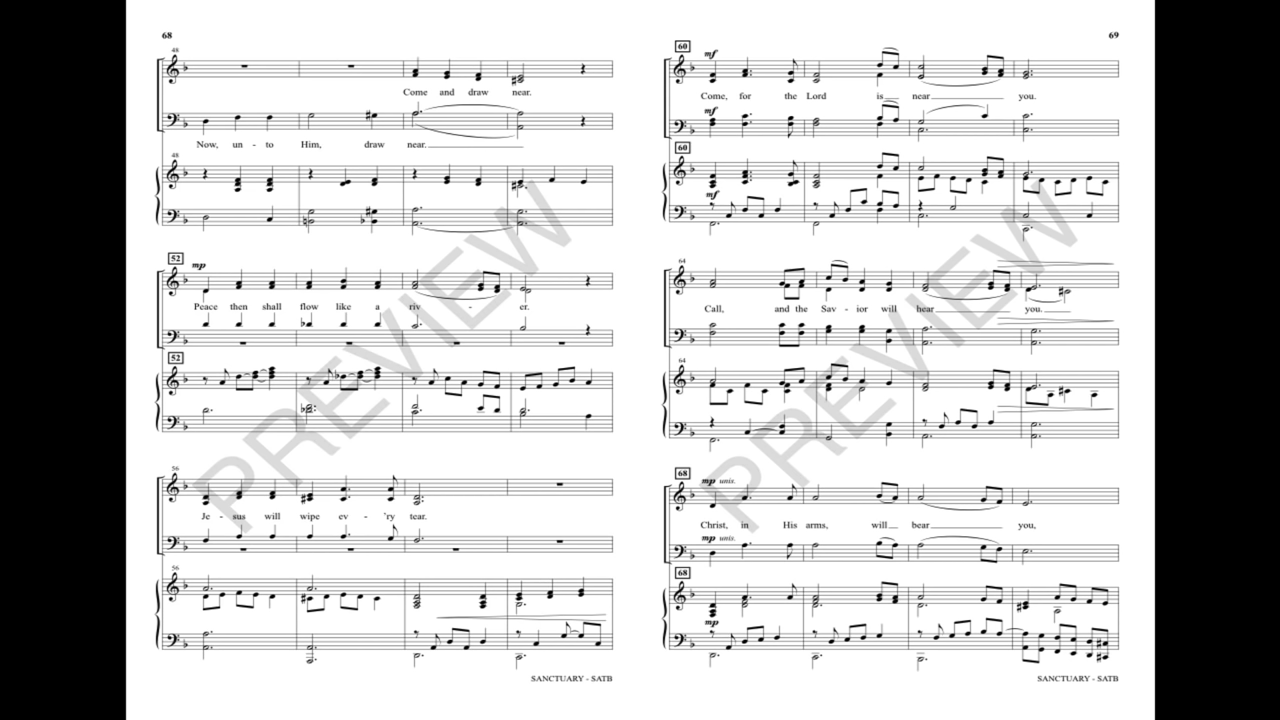 68
48
Come and draw near.
Now, un - to Him, draw near.
48
52
mp
Peace then shall flow like a riv - er.
52
56
Je - sus will wipe ev - 'ry tear.
56
SANCTUARY - SATB
69
60
mf
Come, for the Lord is near you.
mf
60
mf
64
Call, and the Sav - ior will hear you.
64
68
mp unis.
Christ, in His arms, will bear you,
mp unis.
68
mp
SANCTUARY - SATB
PREVIEW
PREVIEW